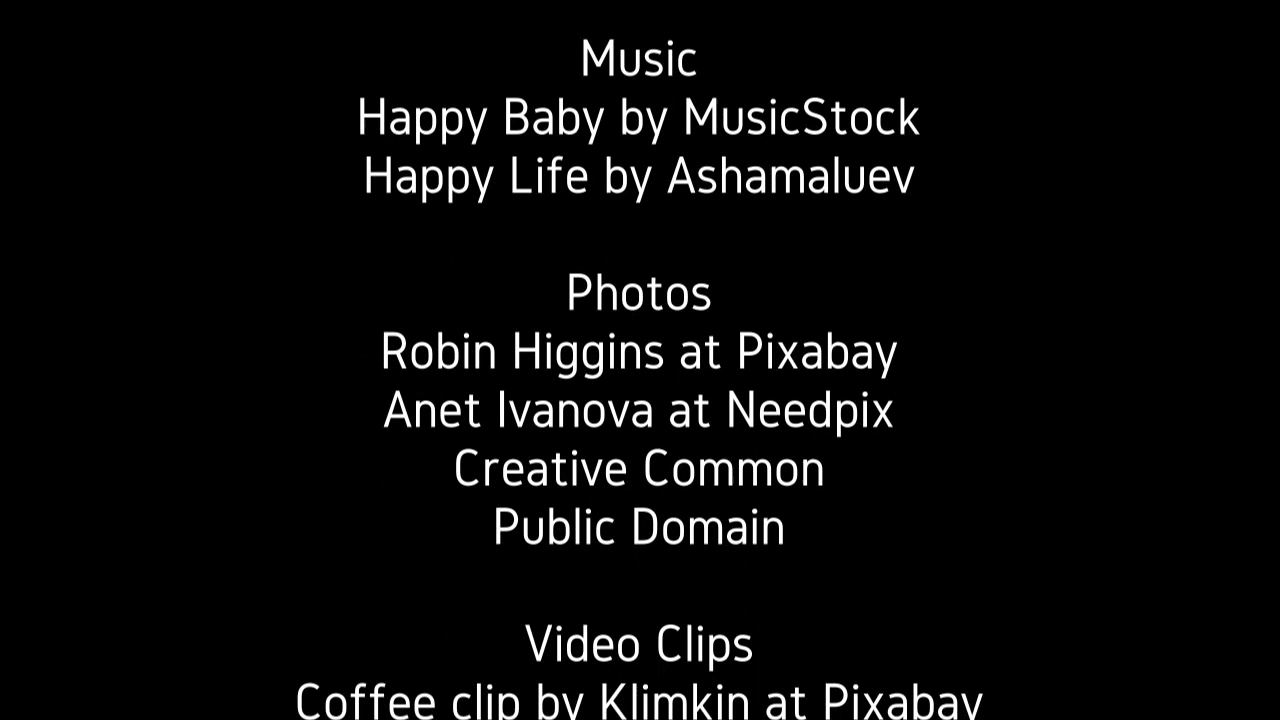 Music
Happy Baby by MusicStock
Happy Life by Ashamaluev
Photos
Robin Higgins at Pixabay
Anet Ivanova at Needpix
Creative Common
Public Domain
Video Clips
Coffee clip by Klimkin at Pixabay